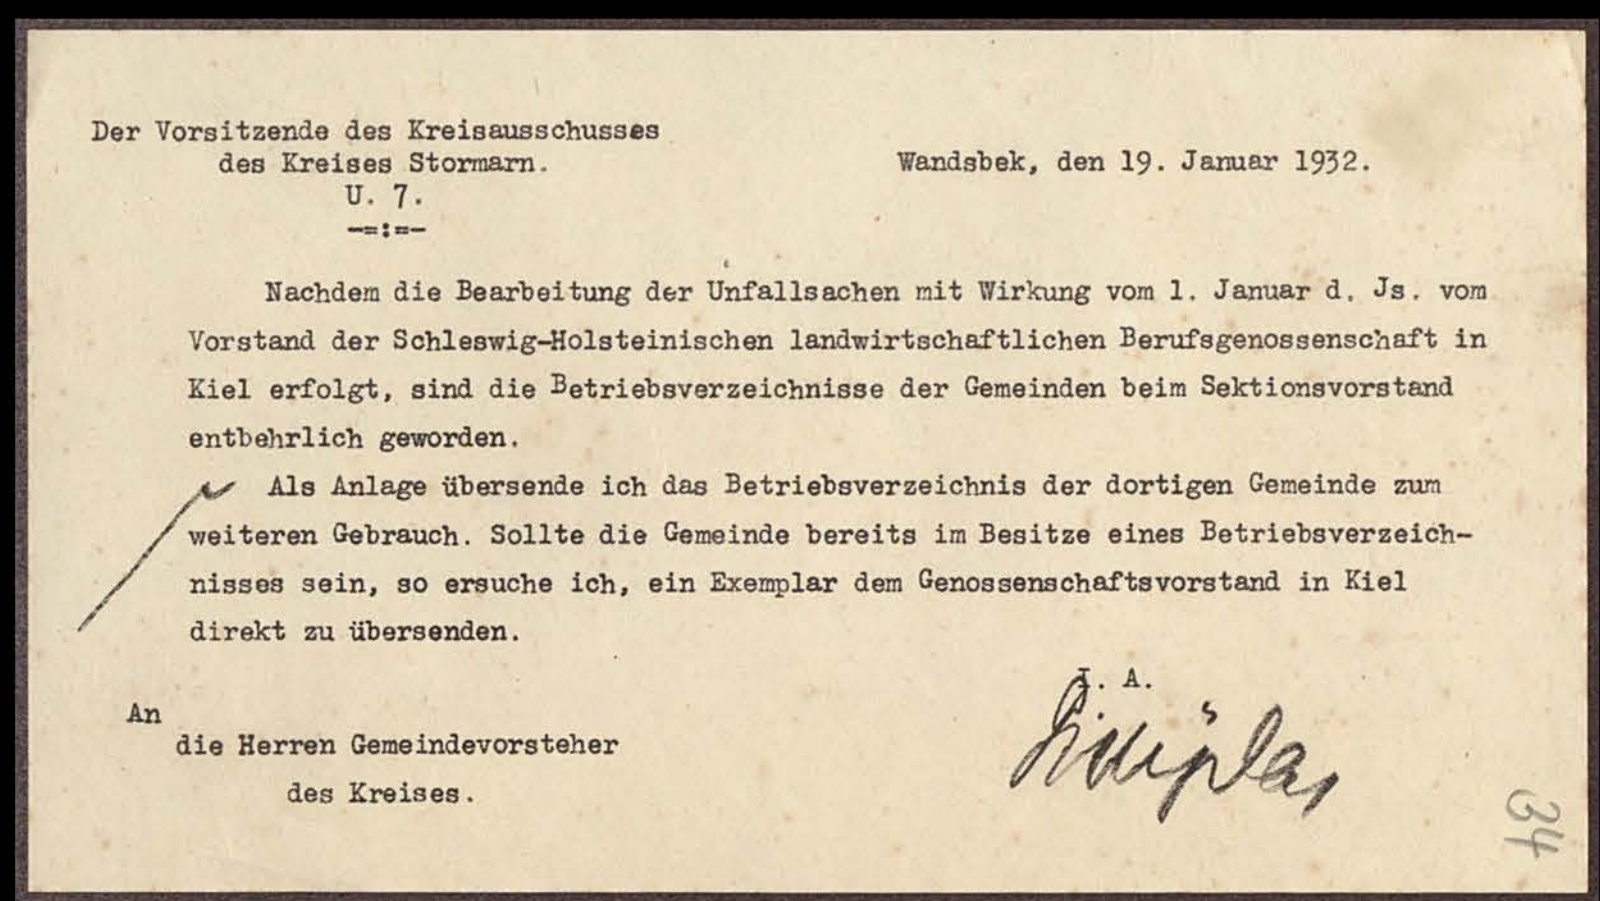 Der Vorsitzende des Kreisausschusses
des Kreises Stormarn.
U. 7.
-=:=-
Wandsbek, den 19. Januar 1932.
Nachdem die Bearbeitung der Unfallsachen mit Wirkung vom 1. Januar d. Js. vom
Vorstand der Schleswig-Holsteinischen landwirtschaftlichen Berufsgenossenschaft in
Kiel erfolgt, sind die Betriebsverzeichnisse der Gemeinden beim Sektionsvorstand
entbehrlich geworden.
Als Anlage übersende ich das Betriebsverzeichnis der dortigen Gemeinde zum
weiteren Gebrauch. Sollte die Gemeinde bereits im Besitze eines Betriebsverzeich-
nisses sein, so ersuche ich, ein Exemplar dem Genossenschaftsvorstand in Kiel
direkt zu übersenden.
I. A.
An
die Herren Gemeindevorsteher
des Kreises.
34